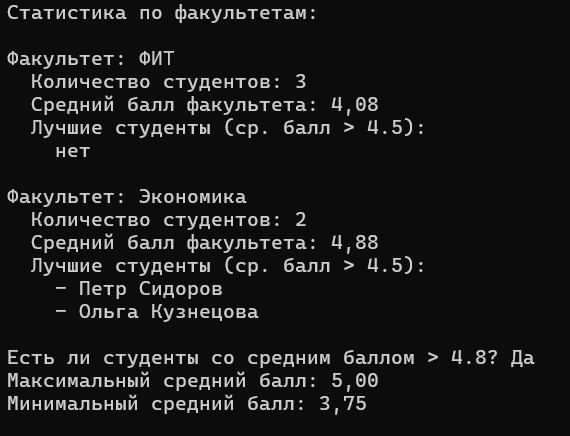 Статистика по факультетам:
Факультет: ФИТ
Количество студентов: 3
Средний балл факультета: 4,08
Лучшие студенты (ср. балл > 4.5):
нет
Факультет: Экономика
Количество студентов: 2
Средний балл факультета: 4,88
Лучшие студенты (ср. балл > 4.5):
- Петр Сидоров
- Ольга Кузнецова
Есть ли студенты со средним баллом > 4.8? Да
Максимальный средний балл: 5,00
Минимальный средний балл: 3,75